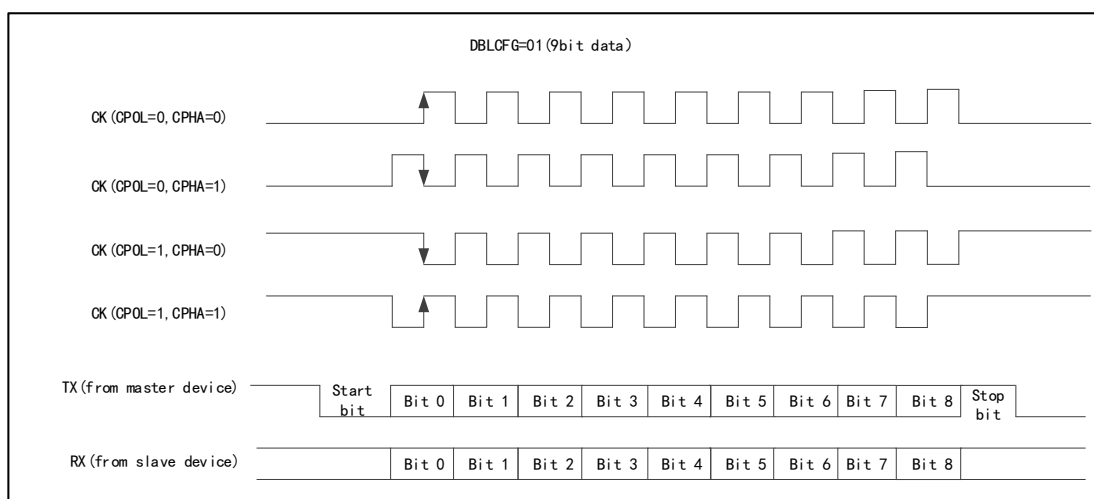 DBLCFG=01(9bit data)
CK(CPOL=0,CPHA=0)
CK(CPOL=0,CPHA=1)
CK(CPOL=1,CPHA=0)
CK(CPOL=1,CPHA=1)
TX(from master device) Start bit Bit 0 Bit 1 Bit 2 Bit 3 Bit 4 Bit 5 Bit 6 Bit 7 Bit 8 Stop bit
RX(from slave device) Bit 0 Bit 1 Bit 2 Bit 3 Bit 4 Bit 5 Bit 6 Bit 7 Bit 8